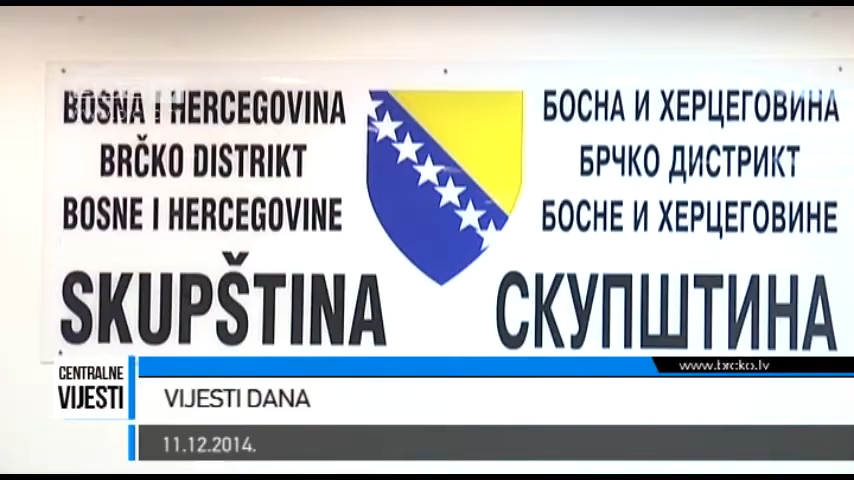 BOSNA I HERCEGOVINA
BRČKO DISTRIKT
BOSNE I HERCEGOVINE
SKUPŠTINA
БОСНА И ХЕРЦЕГОВИНА
БРЧКО ДИСТРИКТ
БОСНЕ И ХЕРЦЕГОВИНЕ
СКУПШТИНА
www.brcko.tv
CENTRALNE
VIJESTI
VIJESTI DANA
11.12.2014.